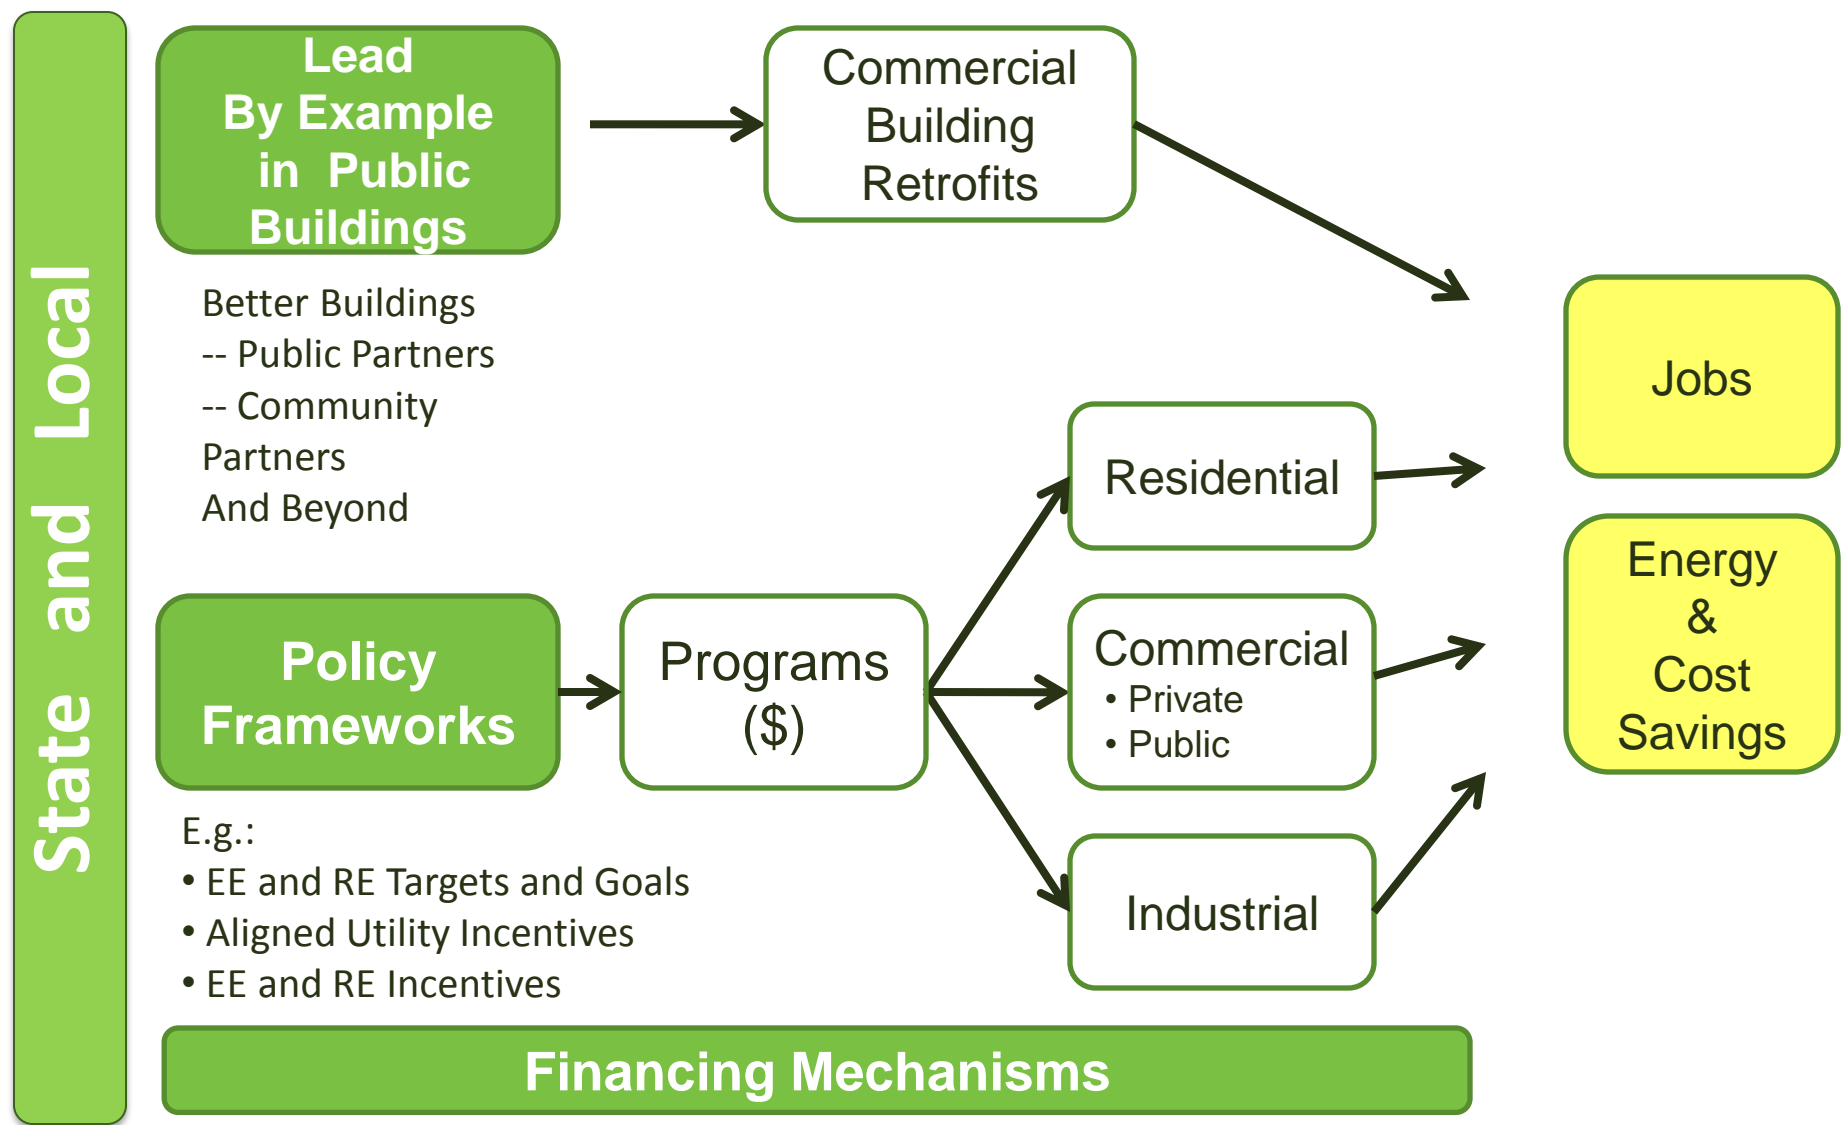 State and Local
Lead
By Example
in Public
Buildings
Commercial
Building
Retrofits
Better Buildings
-- Public Partners
-- Community
Partners
And Beyond
Jobs
Residential
Energy
&
Cost
Savings
Policy
Frameworks
Programs
($)
Commercial
• Private
• Public
E.g.:
• EE and RE Targets and Goals
• Aligned Utility Incentives
• EE and RE Incentives
Industrial
Financing Mechanisms